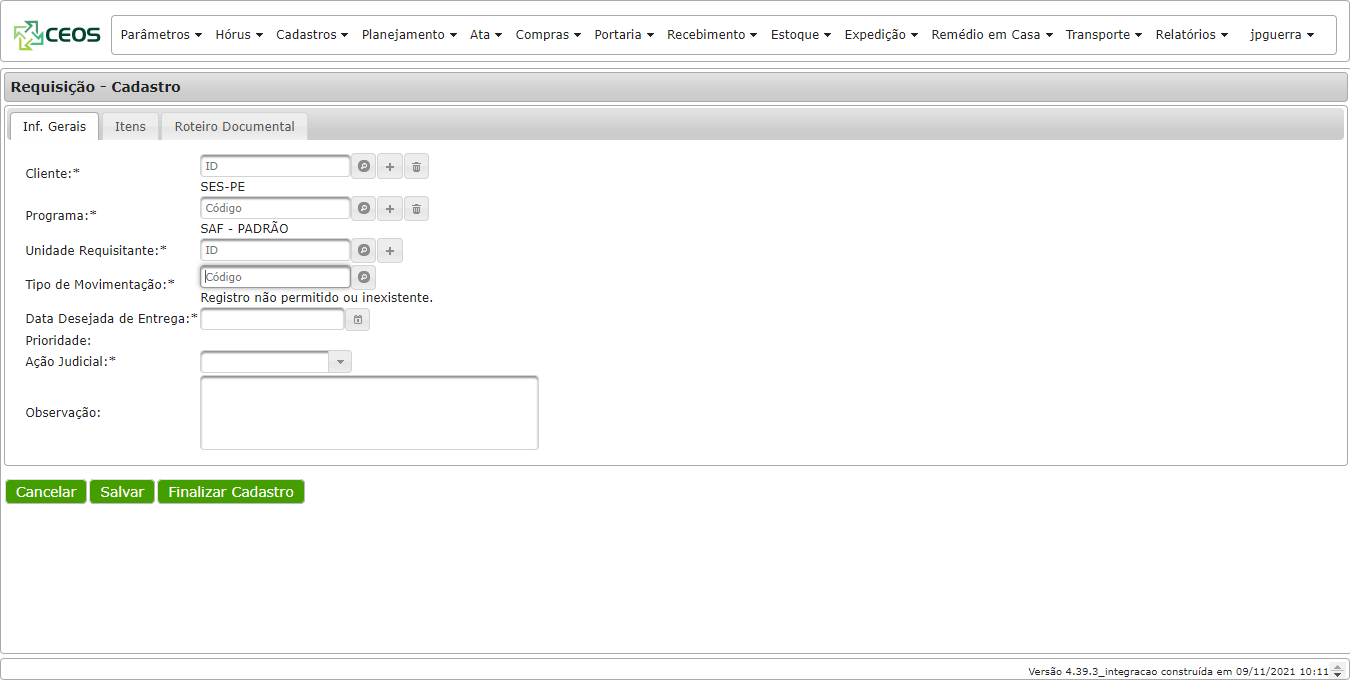 CEOS
Parâmetros Hórus Cadastros Planejamento Ata Compras Portaria Recebimento Estoque Expedição Remédio em Casa Transporte Relatórios jpguerra
Requisição - Cadastro
Inf. Gerais Itens Roteiro Documental
Cliente:* ID
SES-PE
Programa:* Código
SAF - PADRÃO
Unidade Requisitante:* ID
Tipo de Movimentação:* Código
Registro não permitido ou inexistente.
Data Desejada de Entrega:*
Prioridade:
Ação Judicial:*
Observação:
Cancelar Salvar Finalizar Cadastro
Versão 4.39.3_integracao construída em 09/11/2021 10:11